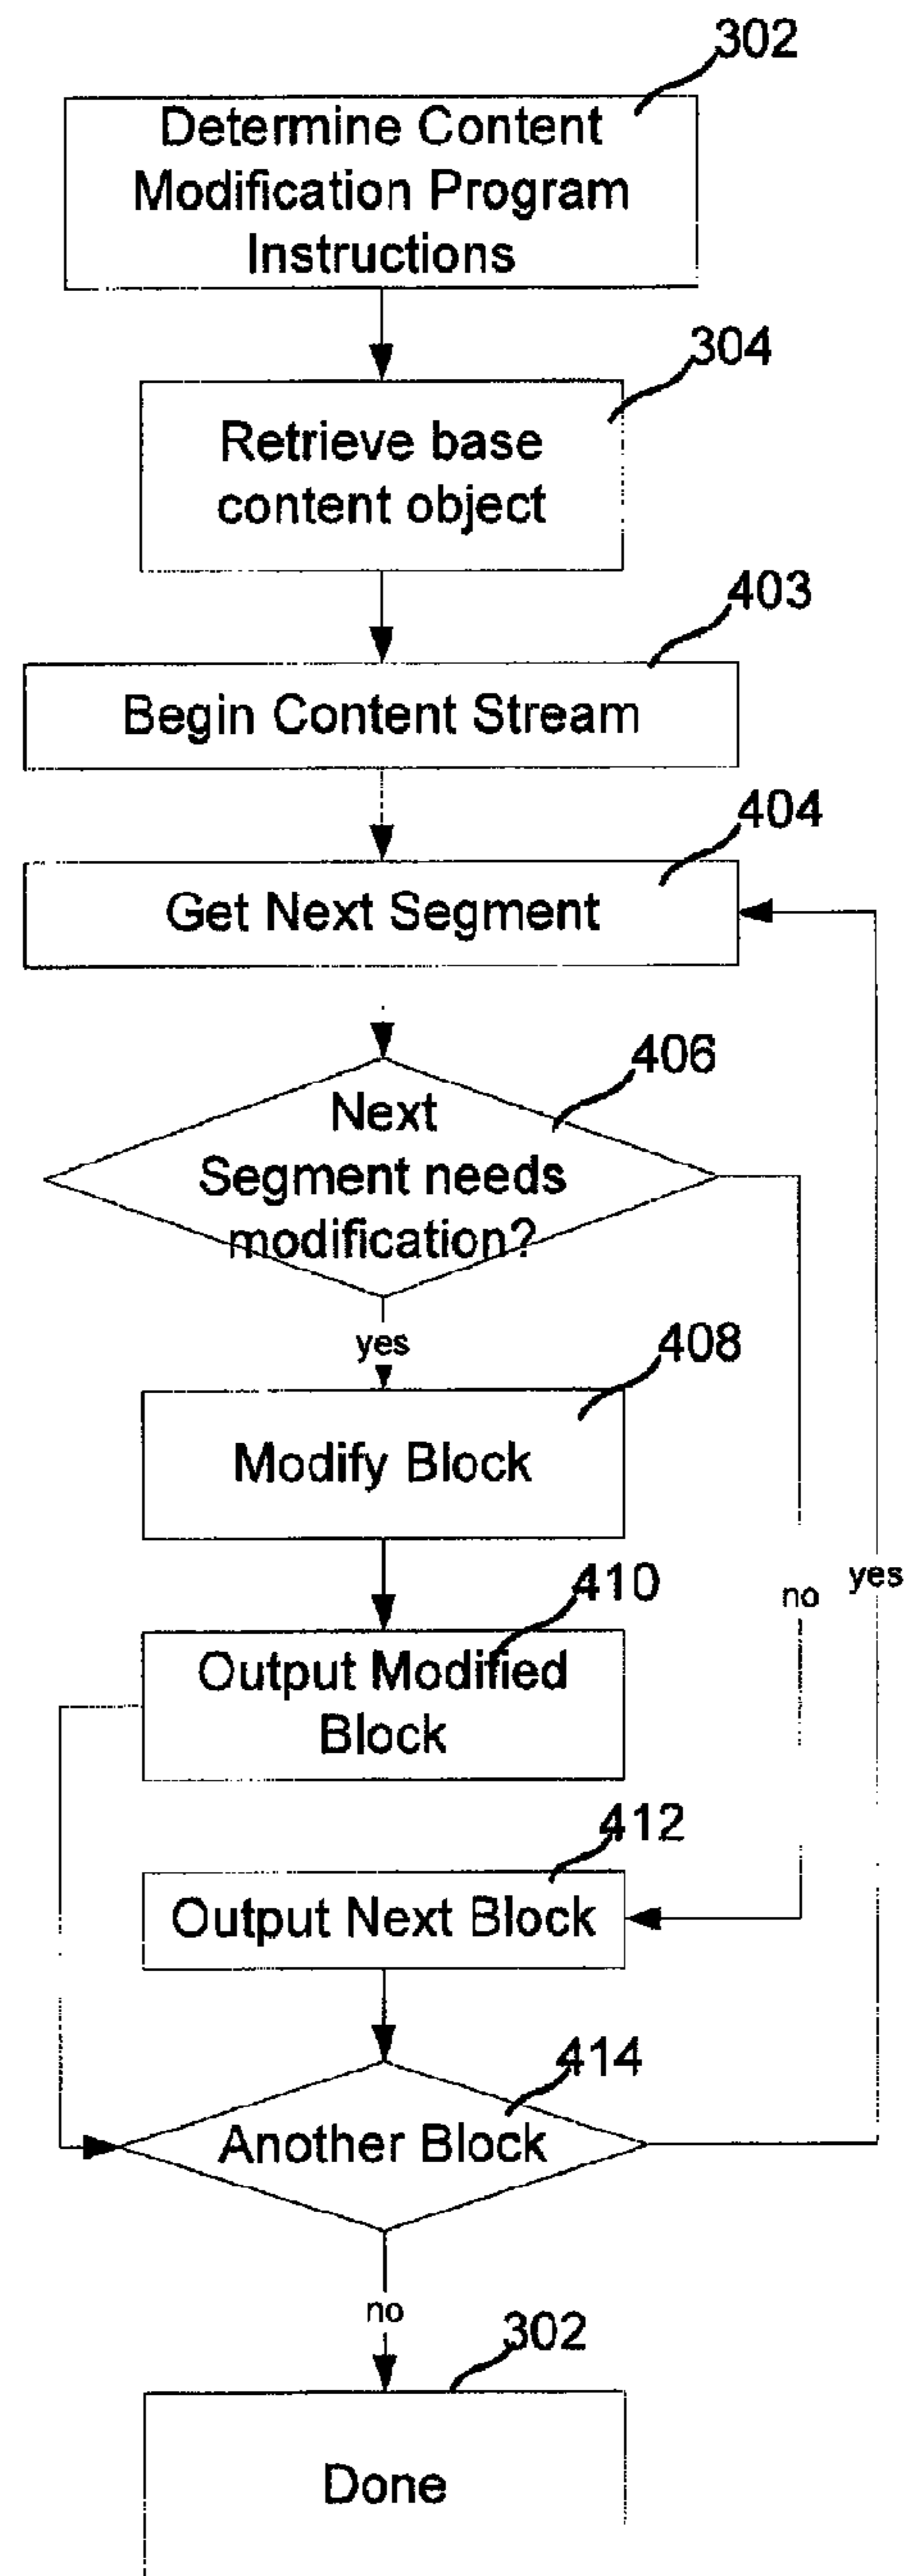 302
Determine Content
Modification Program
Instructions
304
Retrieve base
content object
403
Begin Content Stream
404
Get Next Segment
406
Next
Segment needs
modification?
yes
408
Modify Block
no
yes
410
Output Modified
Block
412
Output Next Block
414
Another Block
no
302
Done